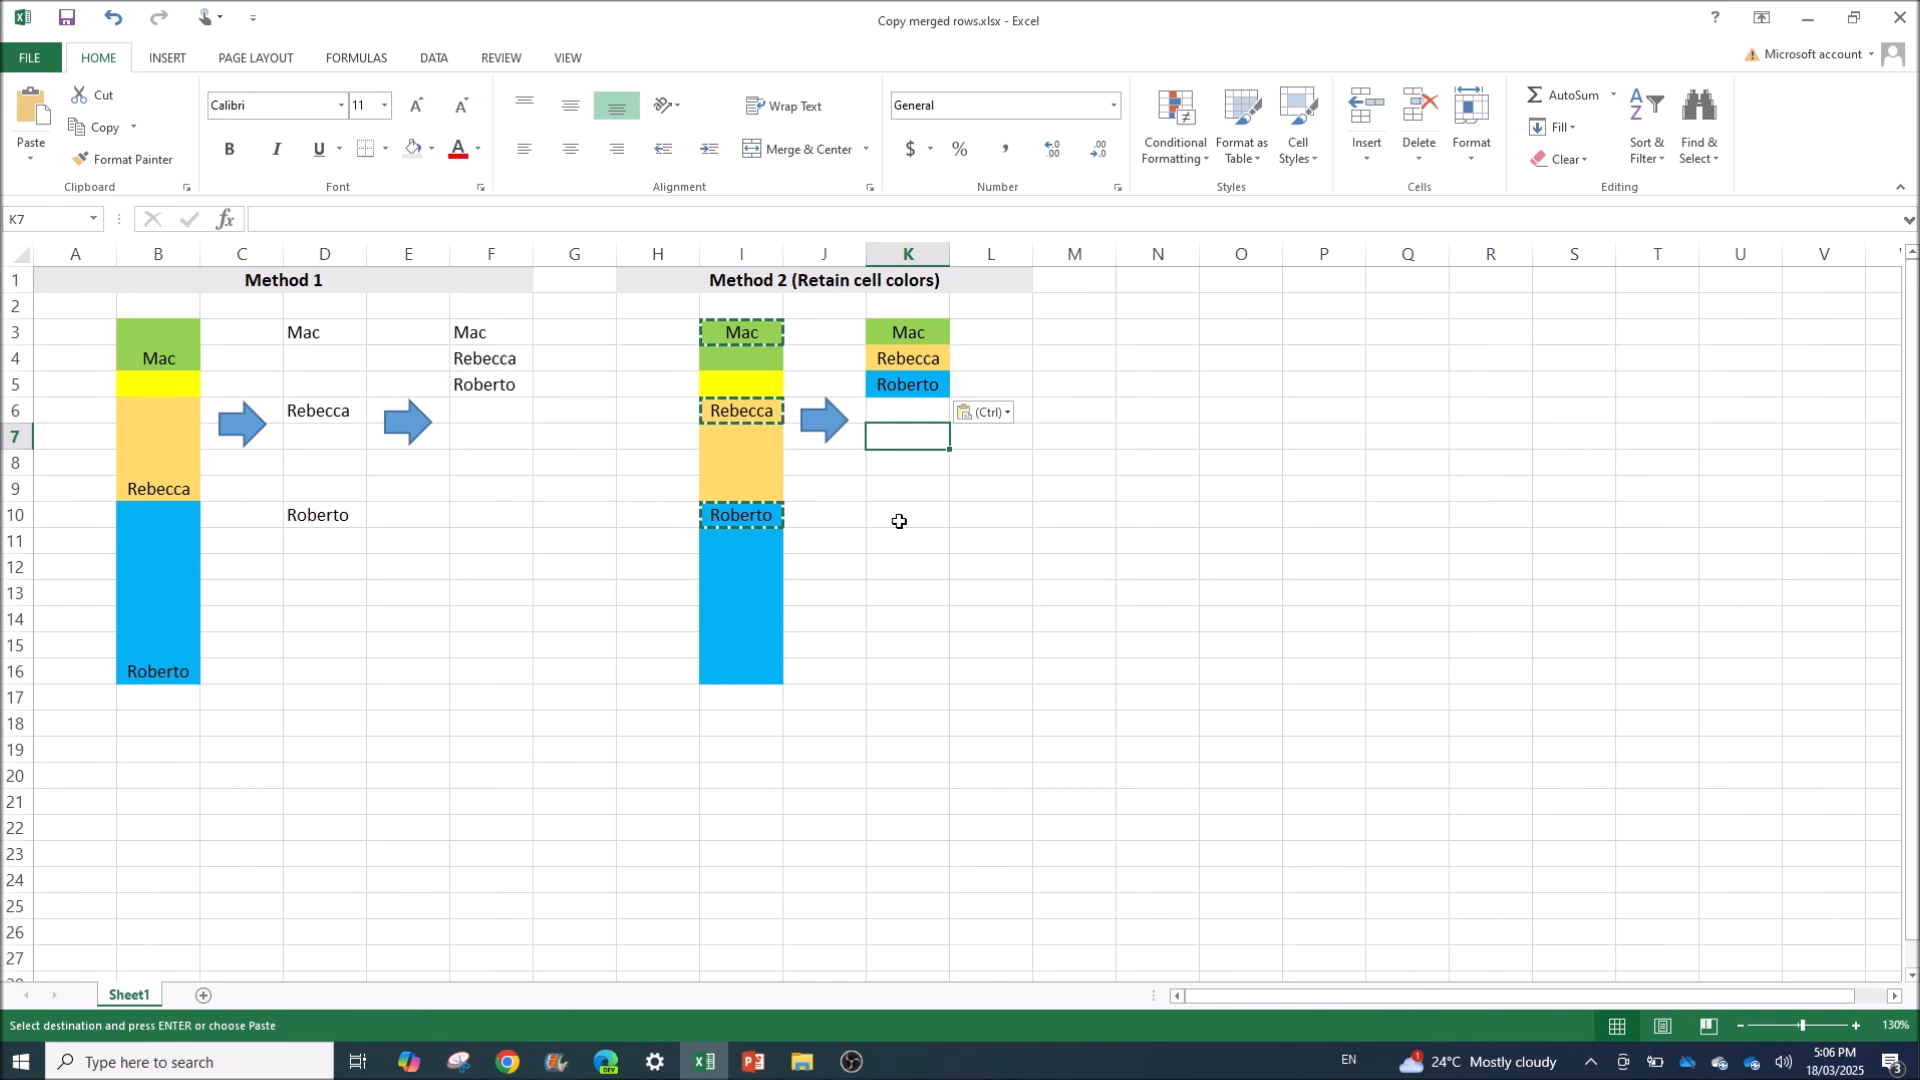 Copy merged rows.xlsx - Excel
?
FILE HOME INSERT PAGE LAYOUT FORMULAS DATA REVIEW VIEW
Microsoft account
Cut
Copy
Format Painter
Paste
Clipboard
Calibri 11
B I U A
Font
Wrap Text
Merge & Center
Alignment
General
$ % ,
Number
Conditional Formatting
Format as Table
Cell Styles
Styles
Insert
Delete
Format
Cells
AutoSum
Fill
Clear
Sort & Filter
Find & Select
Editing
K7
fx
A B C D E F G H I J K L M N O P Q R S T U V
1 Method 1 Method 2 (Retain cell colors)
2
3 Mac Mac Mac Mac
4 Mac Rebecca Rebecca
5 Roberto Roberto
6 Rebecca Rebecca (Ctrl)
7
8
9 Rebecca
10 Roberto Roberto
11
12
13
14
15
16 Roberto
17
18
19
20
21
22
23
24
25
26
27
Sheet1
Select destination and press ENTER or choose Paste
130%
Type here to search
DEV
EN
1
24°C Mostly cloudy
5:06 PM
18/03/2025
3